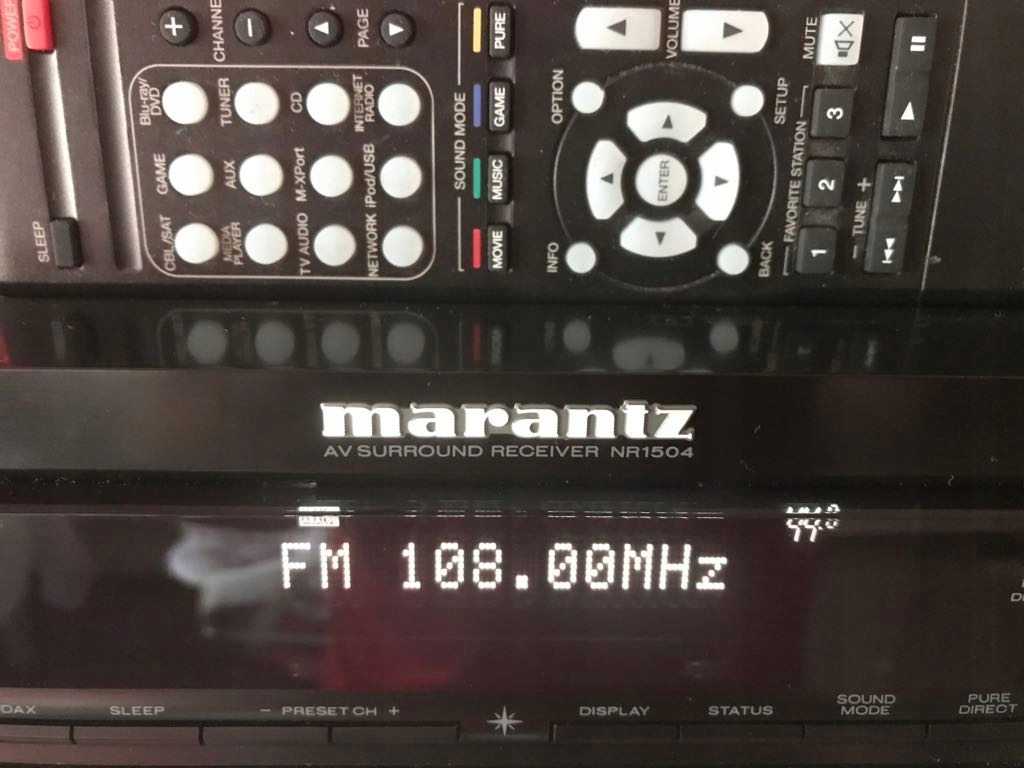 POWER
CHANNEL
+
−
PAGE
SLEEP
Blu-ray/DVD
TUNER
CD
INTERNET RADIO
GAME
AUX
M-XPort
iPod/USB
CBL/SAT
MEDIA PLAYER
TV AUDIO
NETWORK
SOUND MODE
MOVIE
MUSIC
GAME
PURE
VOLUME
MUTE
OPTION
SETUP
ENTER
INFO
BACK
FAVORITE STATION
1
2
3
− TUNE +
marantz
AV SURROUND RECEIVER NR1504
ANALOG
FM 108.00MHz
DAX
SLEEP
− PRESET CH +
DISPLAY
STATUS
SOUND MODE
PURE DIRECT